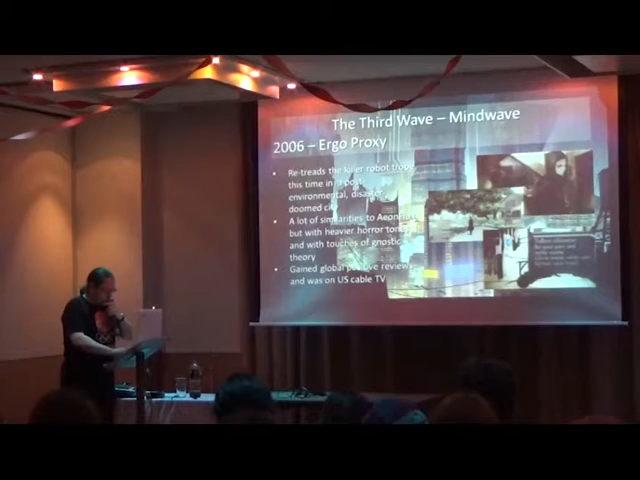 The Third Wave – Mindwave
2006 – Ergo Proxy
• Re-treads the killer robot trope
this time in a post-
environmental, disaster
doomed city
• A lot of similarities to
but with heavier horror
and with touches of gnostic
theory
• Gained global positive reviews
and was on US cable TV